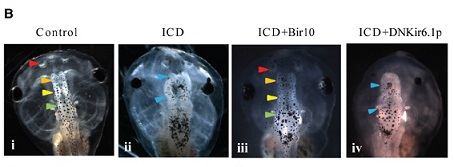 B
Control
ICD
ICD+Bir10
ICD+DNKir6.1p
i
ii
iii
iv